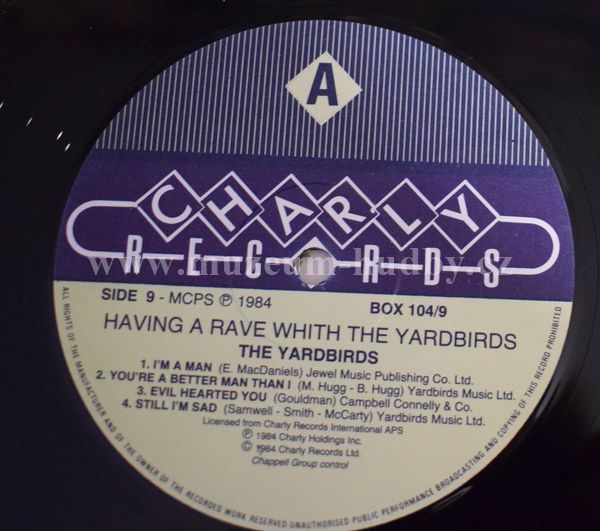 A
CHARLY
RECORDS
www.muzeum-hudby.cz
SIDE 9 - MCPS Ⓟ 1984
BOX 104/9
HAVING A RAVE WHITH THE YARDBIRDS
THE YARDBIRDS
1. I'M A MAN (E. MacDaniels) Jewel Music Publishing Co. Ltd.
2. YOU'RE A BETTER MAN THAN I (M. Hugg - B. Hugg) Yardbirds Music Ltd.
3. EVIL HEARTED YOU (Gouldman) Campbell Connelly & Co.
4. STILL I'M SAD (Samwell - Smith - McCarty) Yardbirds Music Ltd.
Licensed from Charly Records International APS
Ⓟ 1984 Charly Holdings Inc.
© 1984 Charly Records Ltd.
Chappell Group control
ALL RIGHTS OF THE MANUFACTURER AND OF THE OWNER OF THE RECORDED WORK RESERVED UNAUTHORISED PUBLIC PERFORMANCE BROADCASTING AND COPYING OF THIS RECORD PROHIBITED